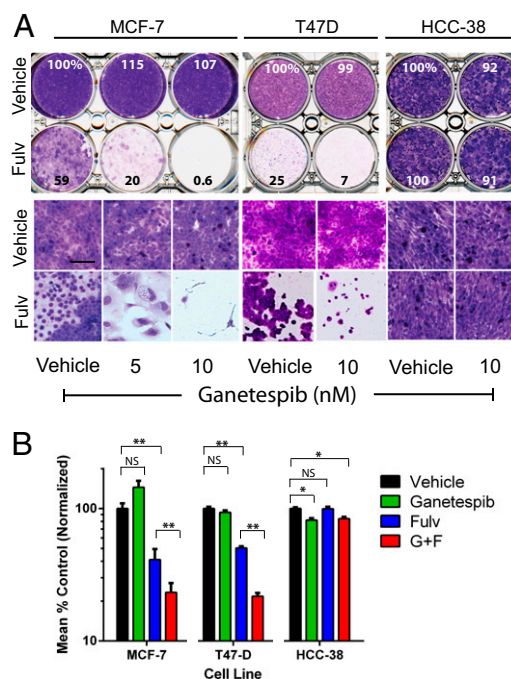 A
MCF-7 T47D HCC-38
Vehicle
100% 115 107 100% 99 100% 92
Fulv
59 20 0.6 25 7 100 91
Vehicle
Fulv
Vehicle 5 10 Vehicle 10 Vehicle 10
Ganetespib (nM)
B
Mean % Control (Normalized)
100
10
** NS **
** NS **
* NS *
MCF-7 T47-D HCC-38
Cell Line
Vehicle
Ganetespib
Fulv
G+F